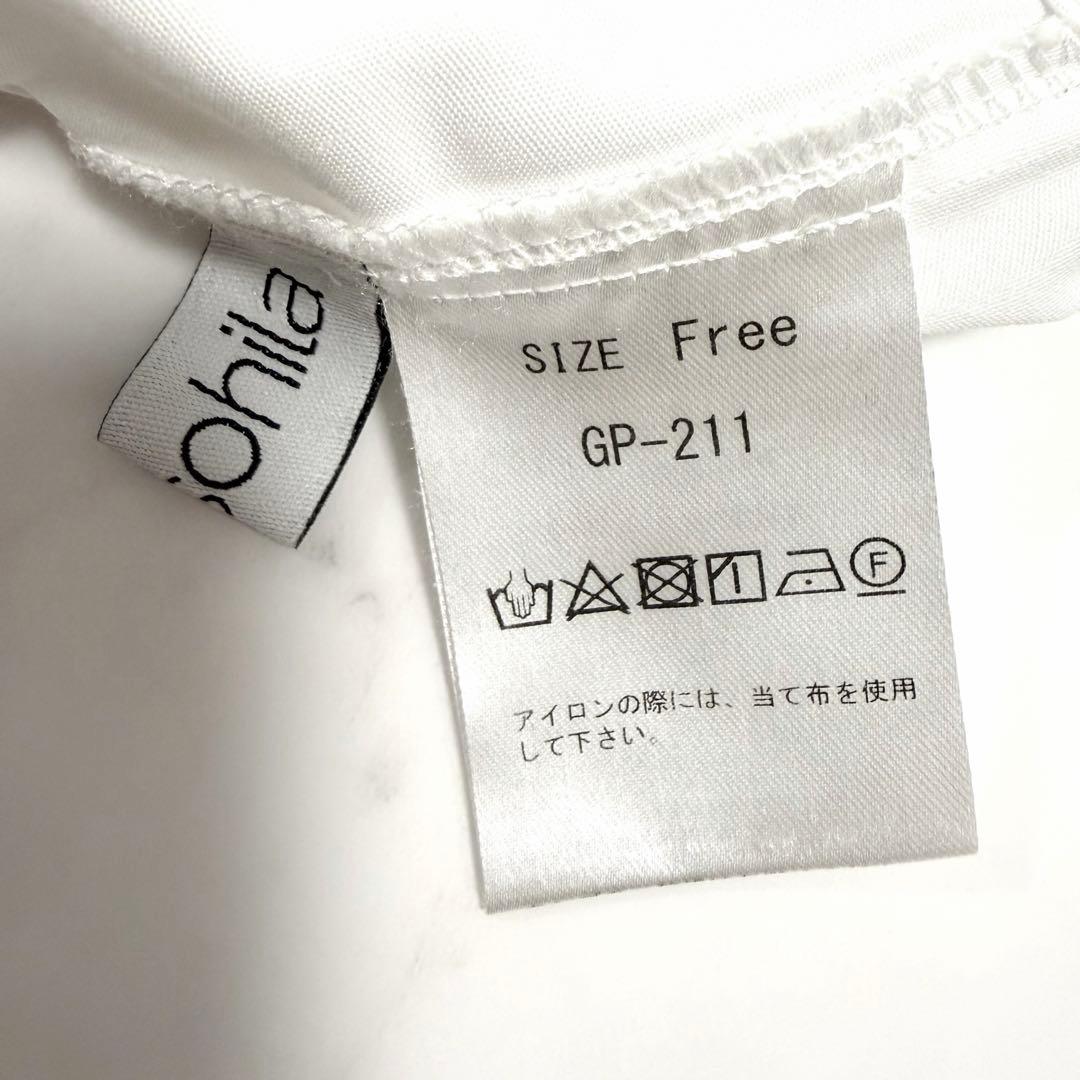 ohila
SIZE Free
GP-211
F
アイロンの際には、当て布を使用
して下さい。